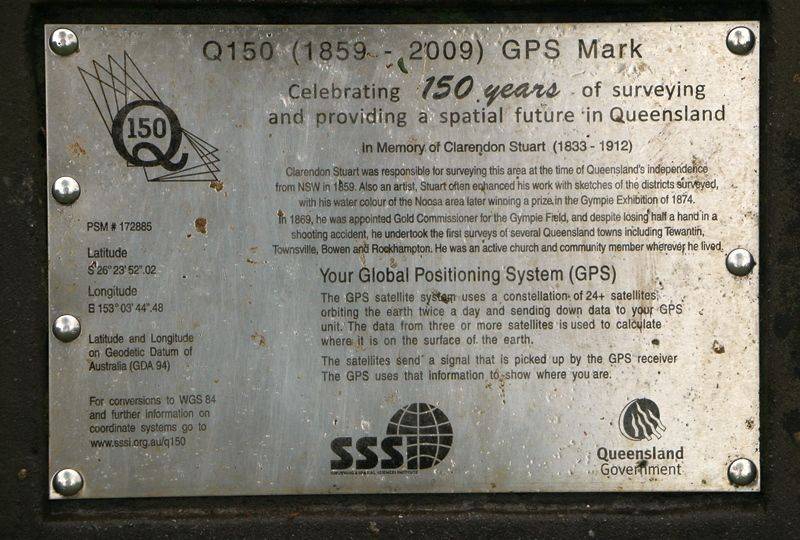 Q150 (1859 - 2009) GPS Mark
Celebrating 150 years of surveying
and providing a spatial future in Queensland
150
Q
In Memory of Clarendon Stuart (1833 - 1912)
Clarendon Stuart was responsible for surveying this area at the time of Queensland's independence
from NSW in 1859. Also an artist, Stuart often enhanced his work with sketches of the districts surveyed,
with his water colour of the Noosa area later winning a prize in the Gympie Exhibition of 1874.
In 1869, he was appointed Gold Commissioner for the Gympie Field, and despite losing half a hand in a
shooting accident, he undertook the first surveys of several Queensland towns including Tewantin,
Townsville, Bowen and Rockhampton. He was an active church and community member wherever he lived.
PSM # 172885
Latitude
S 26° 23' 52".02
Longitude
E 153° 03' 44".48
Latitude and Longitude
on Geodetic Datum of
Australia (GDA 94)
For conversions to WGS 84
and further information on
coordinate systems go to
www.sssi.org.au/q150
Your Global Positioning System (GPS)
The GPS satellite system uses a constellation of 24+ satellites,
orbiting the earth twice a day and sending down data to your GPS
unit. The data from three or more satellites is used to calculate
where it is on the surface of the earth.
The satellites send a signal that is picked up by the GPS receiver
The GPS uses that information to show where you are.
SSSI
SURVEYING & SPATIAL SCIENCES INSTITUTE
Queensland
Government